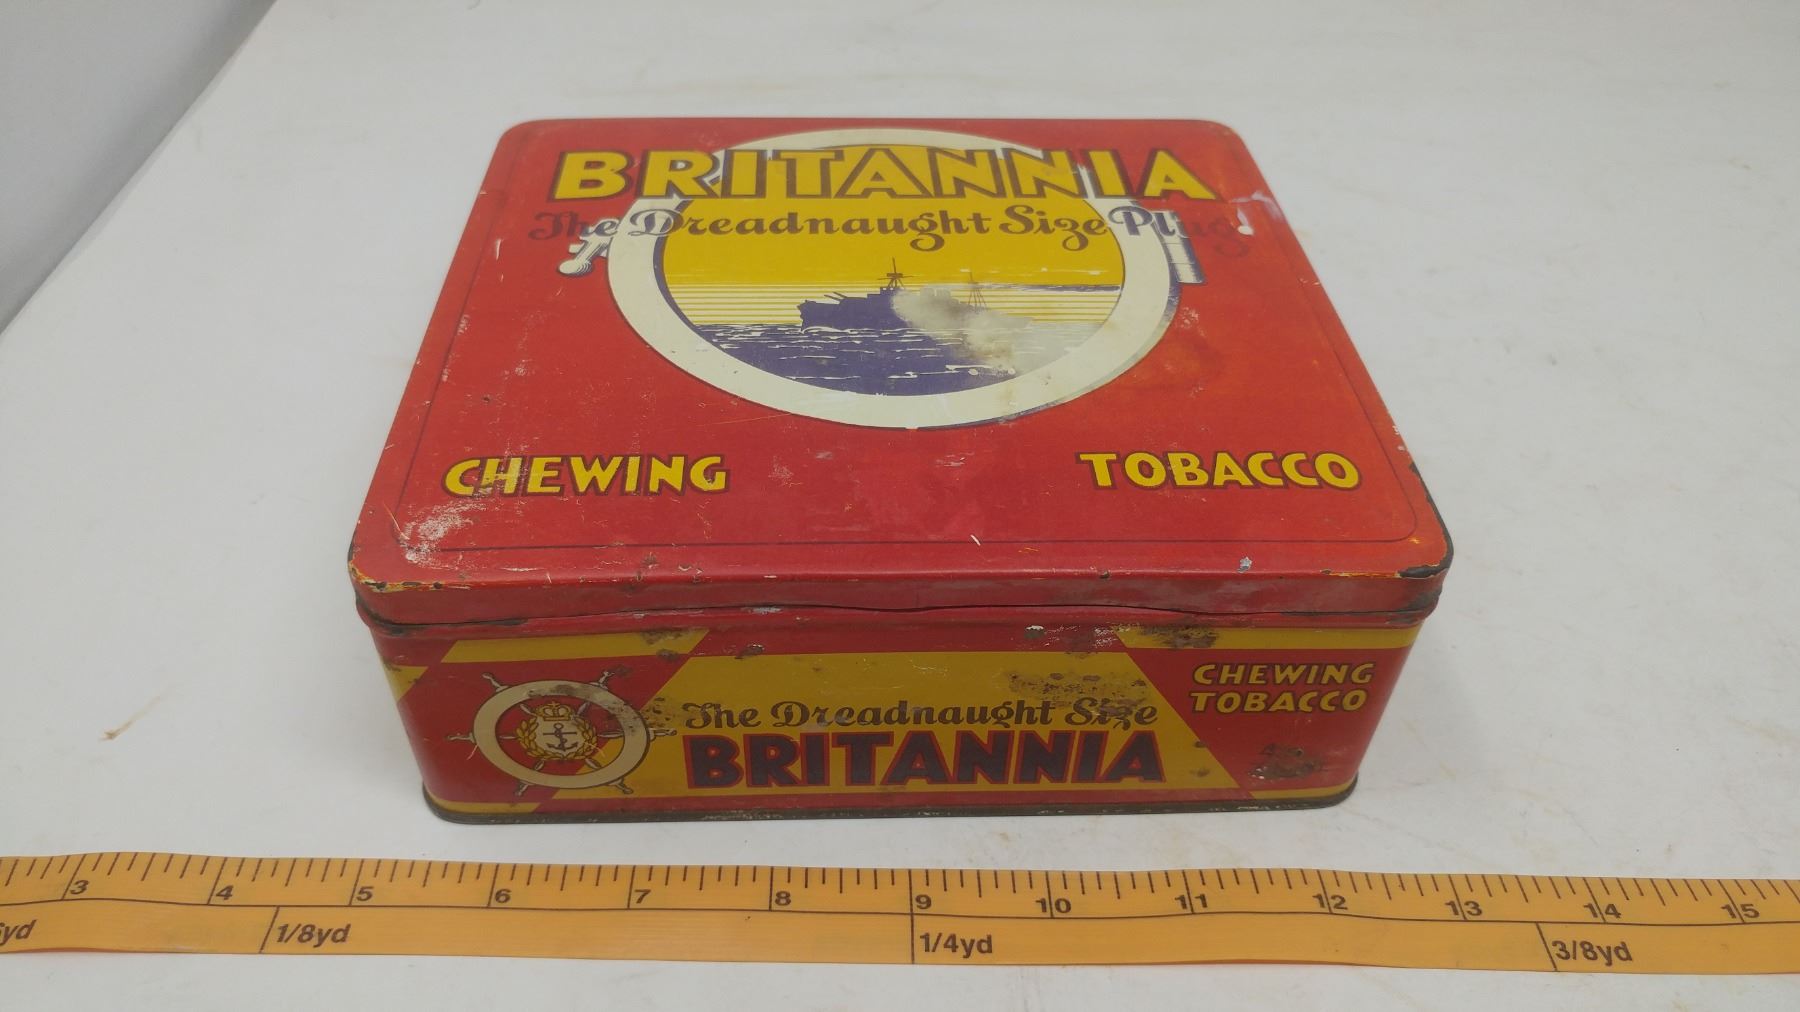 BRITANNIA
The Dreadnaught Size Plug
CHEWING TOBACCO
CHEWING
TOBACCO
The Dreadnaught Size
BRITANNIA
3 4 5 6 7 8 9 10 11 12 13 14 15
yd 1/8yd 1/4yd 3/8yd